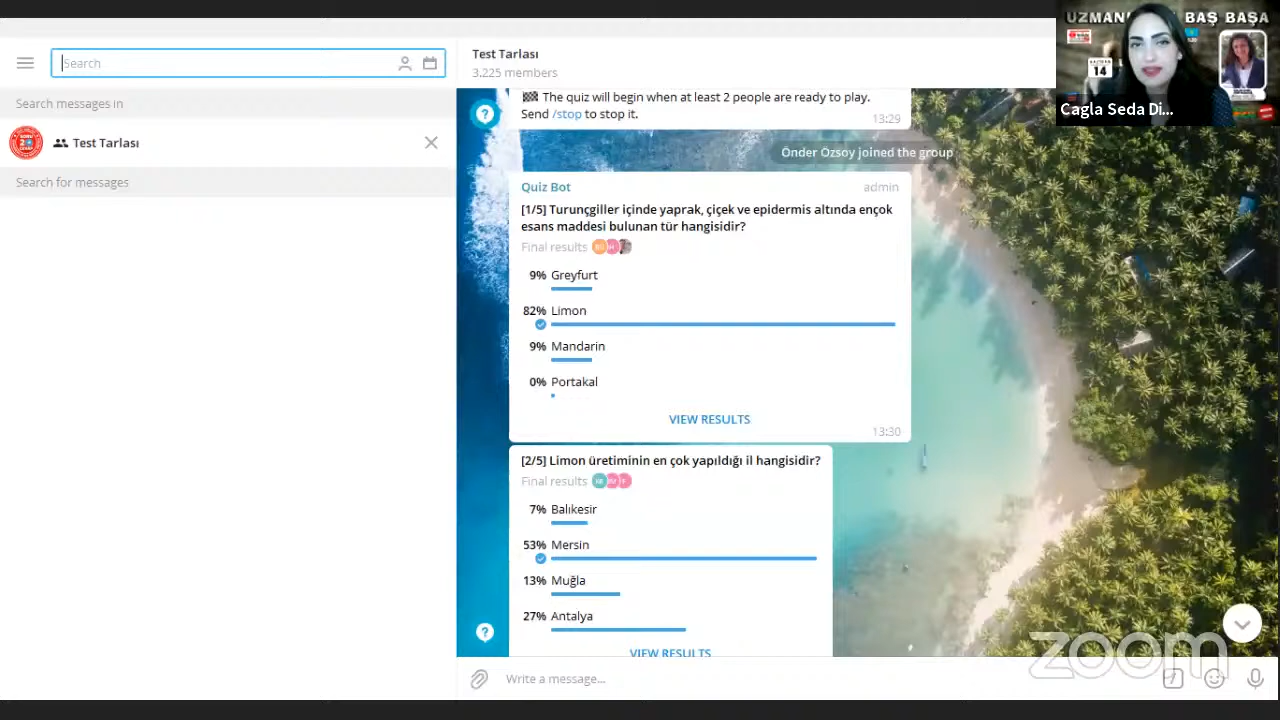 Search
Search messages in
Test Tarlası
Search for messages
Test Tarlası
3,225 members
The quiz will begin when at least 2 people are ready to play.
Send /stop to stop it.
13:29
Önder Özsoy joined the group
Quiz Bot admin
[1/5] Turunçgiller içinde yaprak, çiçek ve epidermis altında ençok
esans maddesi bulunan tür hangisidir?
Final results
9% Greyfurt
82% Limon
9% Mandarin
0% Portakal
VIEW RESULTS
13:30
[2/5] Limon üretiminin en çok yapıldığı il hangisidir?
Final results
7% Balıkesir
53% Mersin
13% Muğla
27% Antalya
VIEW RESULTS
Write a message...
BAŞ BAŞA
14
Cagla Seda Di...
zoom